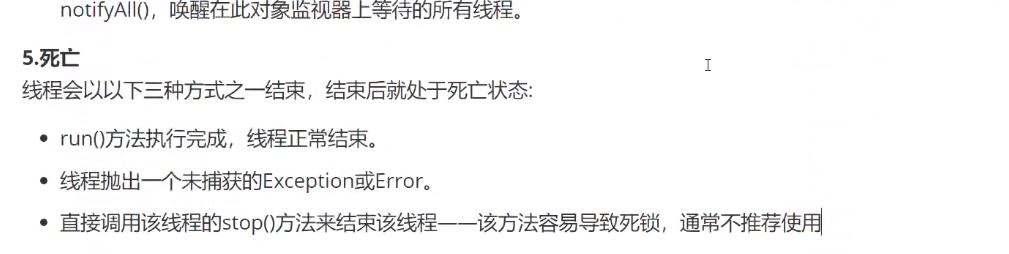 notifyAll()，唤醒在此对象监视器上等待的所有线程。
5.死亡
线程会以以下三种方式之一结束，结束后就处于死亡状态:
run()方法执行完成，线程正常结束。
线程抛出一个未捕获的Exception或Error。
直接调用该线程的stop()方法来结束该线程——该方法容易导致死锁，通常不推荐使用